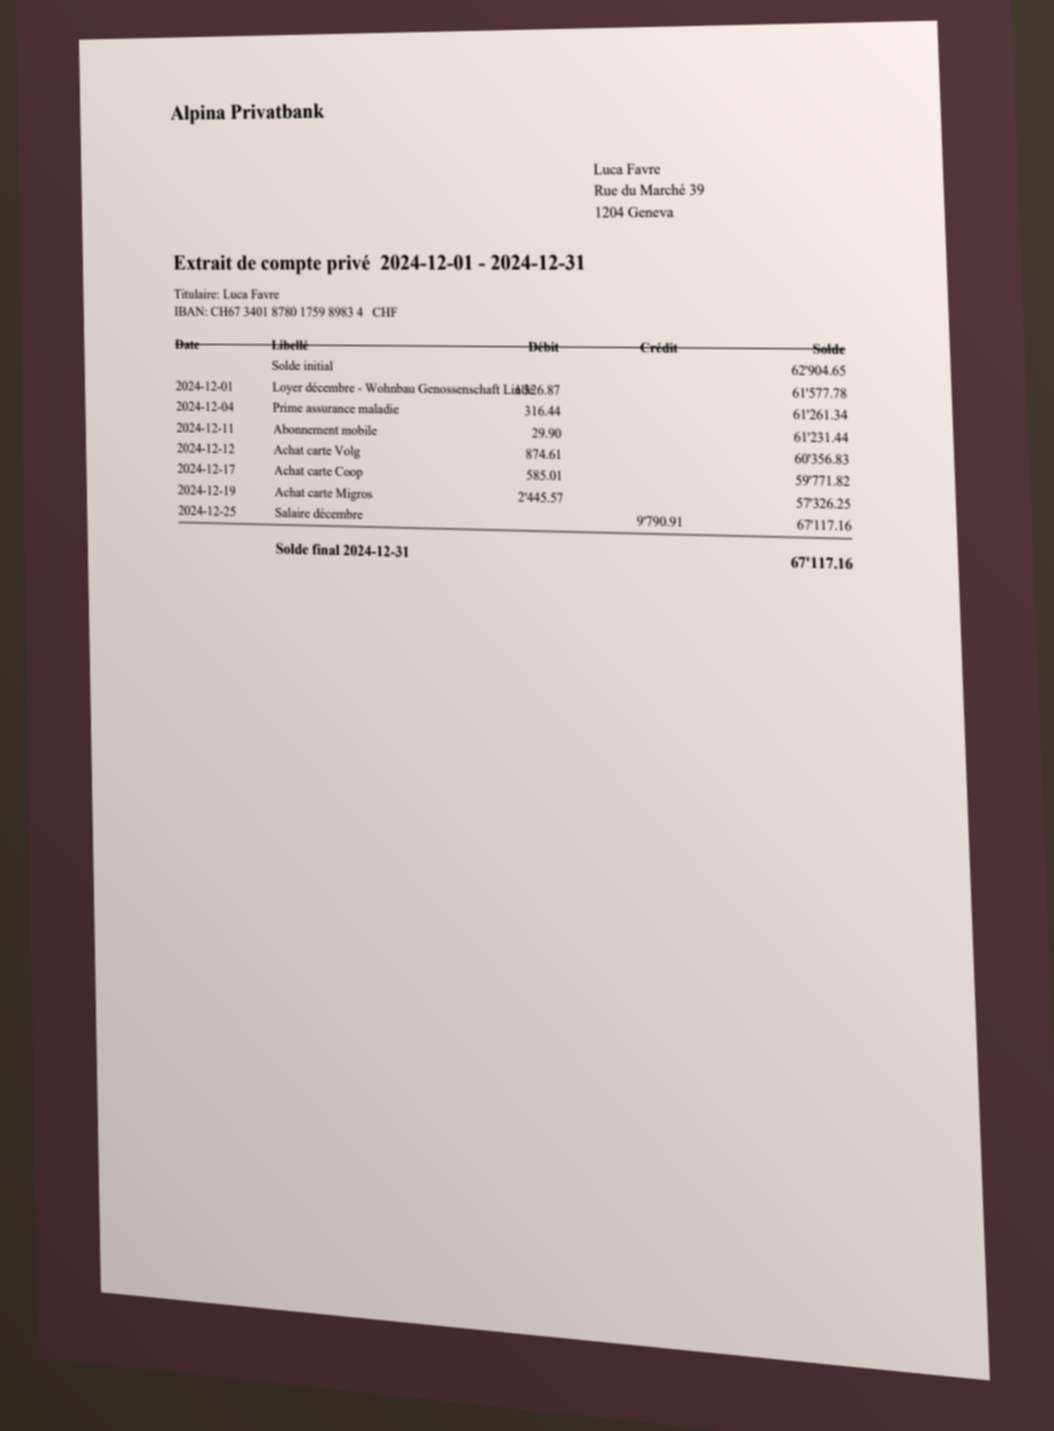 Alpina Privatbank
Luca Favre
Rue du Marché 39
1204 Geneva
Extrait de compte privé 2024-12-01 - 2024-12-31
Titulaire: Luca Favre
IBAN: CH67 3401 8780 1759 8983 4 CHF
Date Libellé Débit Crédit Solde
Solde initial 62'904.65
2024-12-01 Loyer décembre - Wohnbau Genossenschaft 1'326.87 61'577.78
2024-12-04 Prime assurance maladie 316.44 61'261.34
2024-12-11 Abonnement mobile 29.90 61'231.44
2024-12-12 Achat carte Volg 874.61 60'356.83
2024-12-17 Achat carte Coop 585.01 59'771.82
2024-12-19 Achat carte Migros 2'445.57 57'326.25
2024-12-25 Salaire décembre 9'790.91 67'117.16
Solde final 2024-12-31 67'117.16